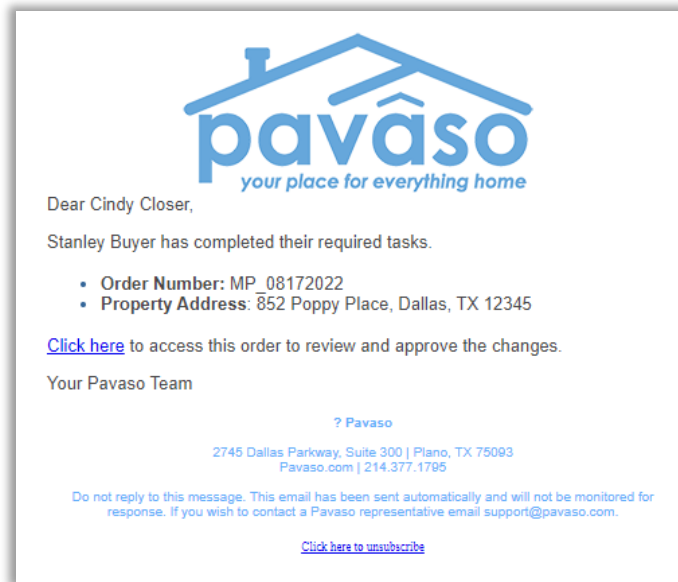 pavâso
your place for everything home
Dear Cindy Closer,
Stanley Buyer has completed their required tasks.
• Order Number: MP_08172022
• Property Address: 852 Poppy Place, Dallas, TX 12345
Click here to access this order to review and approve the changes.
Your Pavaso Team
? Pavaso
2745 Dallas Parkway, Suite 300 | Plano, TX 75093
Pavaso.com | 214.377.1795
Do not reply to this message. This email has been sent automatically and will not be monitored for
response. If you wish to contact a Pavaso representative email support@pavaso.com.
Click here to unsubscribe